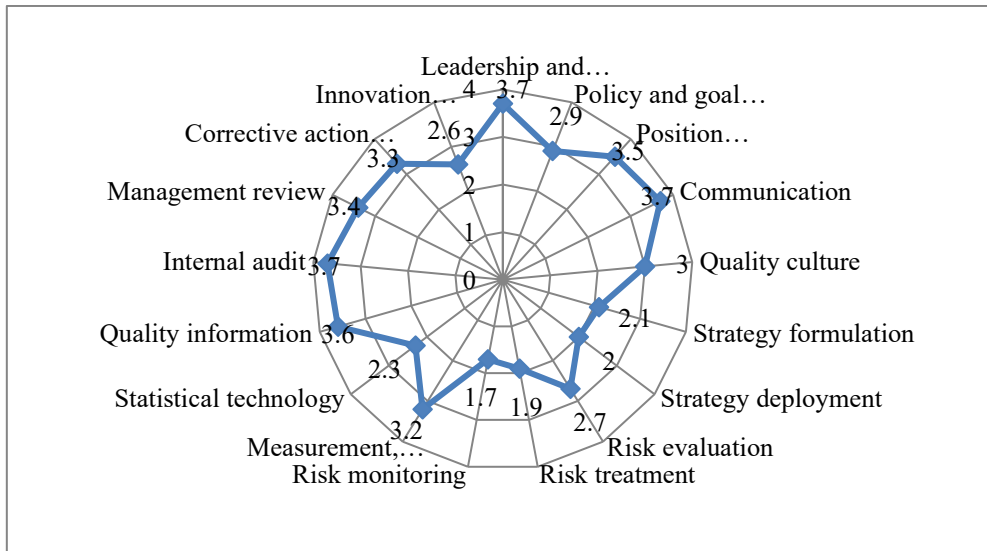 Leadership and…
4
3.7
Innovation…
Policy and goal…
2.9
2.6
Corrective action…
3
Position…
3.3
3.5
Management review
2
Communication
3.4
3.7
1
Internal audit
3.7
Quality culture
3
0
2.1
Quality information
3.6
Strategy formulation
2.3
2
Statistical technology
1.7
1.9
Strategy deployment
3.2
2.7
Measurement,…
Risk evaluation
Risk monitoring
Risk treatment